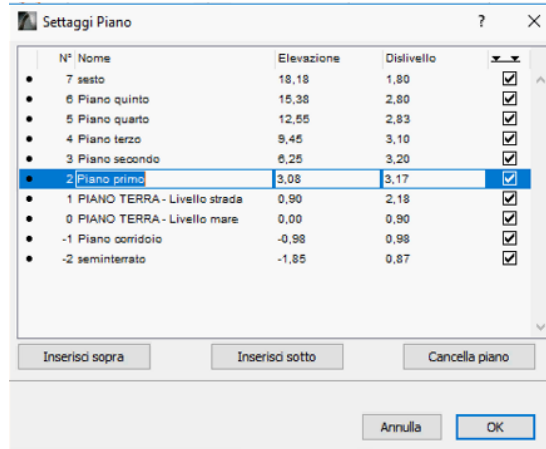 Settaggi Piano ? ×
N° Nome Elevazione Dislivello
7 sesto 18,18 1,80
6 Piano quinto 15,38 2,80
5 Piano quarto 12,55 2,83
4 Piano terzo 9,45 3,10
3 Piano secondo 6,25 3,20
2 Piano primo 3,08 3,17
1 PIANO TERRA - Livello strada 0,90 2,18
0 PIANO TERRA - Livello mare 0,00 0,90
-1 Piano corridoio -0,98 0,98
-2 seminterrato -1,85 0,87
Inserisci sopra Inserisci sotto Cancella piano
Annulla OK